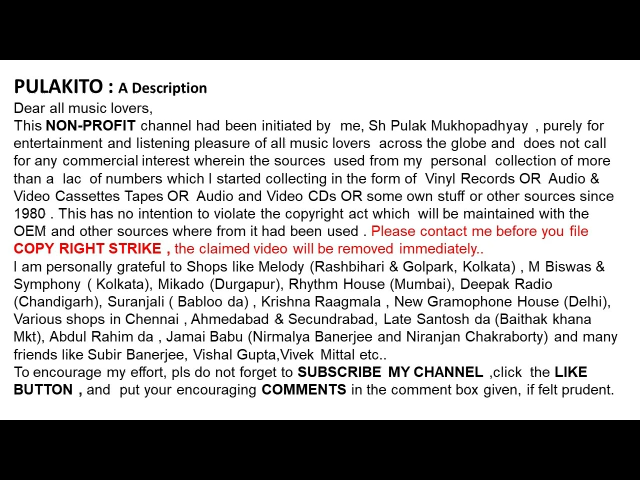 PULAKITO : A Description
Dear all music lovers,
This NON-PROFIT channel had been initiated by me, Sh Pulak Mukhopadhyay , purely for
entertainment and listening pleasure of all music lovers across the globe and does not call
for any commercial interest wherein the sources used from my personal collection of more
than a lac of numbers which I started collecting in the form of Vinyl Records OR Audio &
Video Cassettes Tapes OR Audio and Video CDs OR some own stuff or other sources since
1980 . This has no intention to violate the copyright act which will be maintained with the
OEM and other sources where from it had been used . Please contact me before you file
COPY RIGHT STRIKE , the claimed video will be removed immediately..
I am personally grateful to Shops like Melody (Rashbihari & Golpark, Kolkata) , M Biswas &
Symphony ( Kolkata), Mikado (Durgapur), Rhythm House (Mumbai), Deepak Radio
(Chandigarh), Suranjali ( Babloo da) , Krishna Raagmala , New Gramophone House (Delhi),
Various shops in Chennai , Ahmedabad & Secundrabad, Late Santosh da (Baithak khana
Mkt), Abdul Rahim da , Jamai Babu (Nirmalya Banerjee and Niranjan Chakraborty) and many
friends like Subir Banerjee, Vishal Gupta,Vivek Mittal etc..
To encourage my effort, pls do not forget to SUBSCRIBE MY CHANNEL ,click the LIKE
BUTTON , and put your encouraging COMMENTS in the comment box given, if felt prudent.